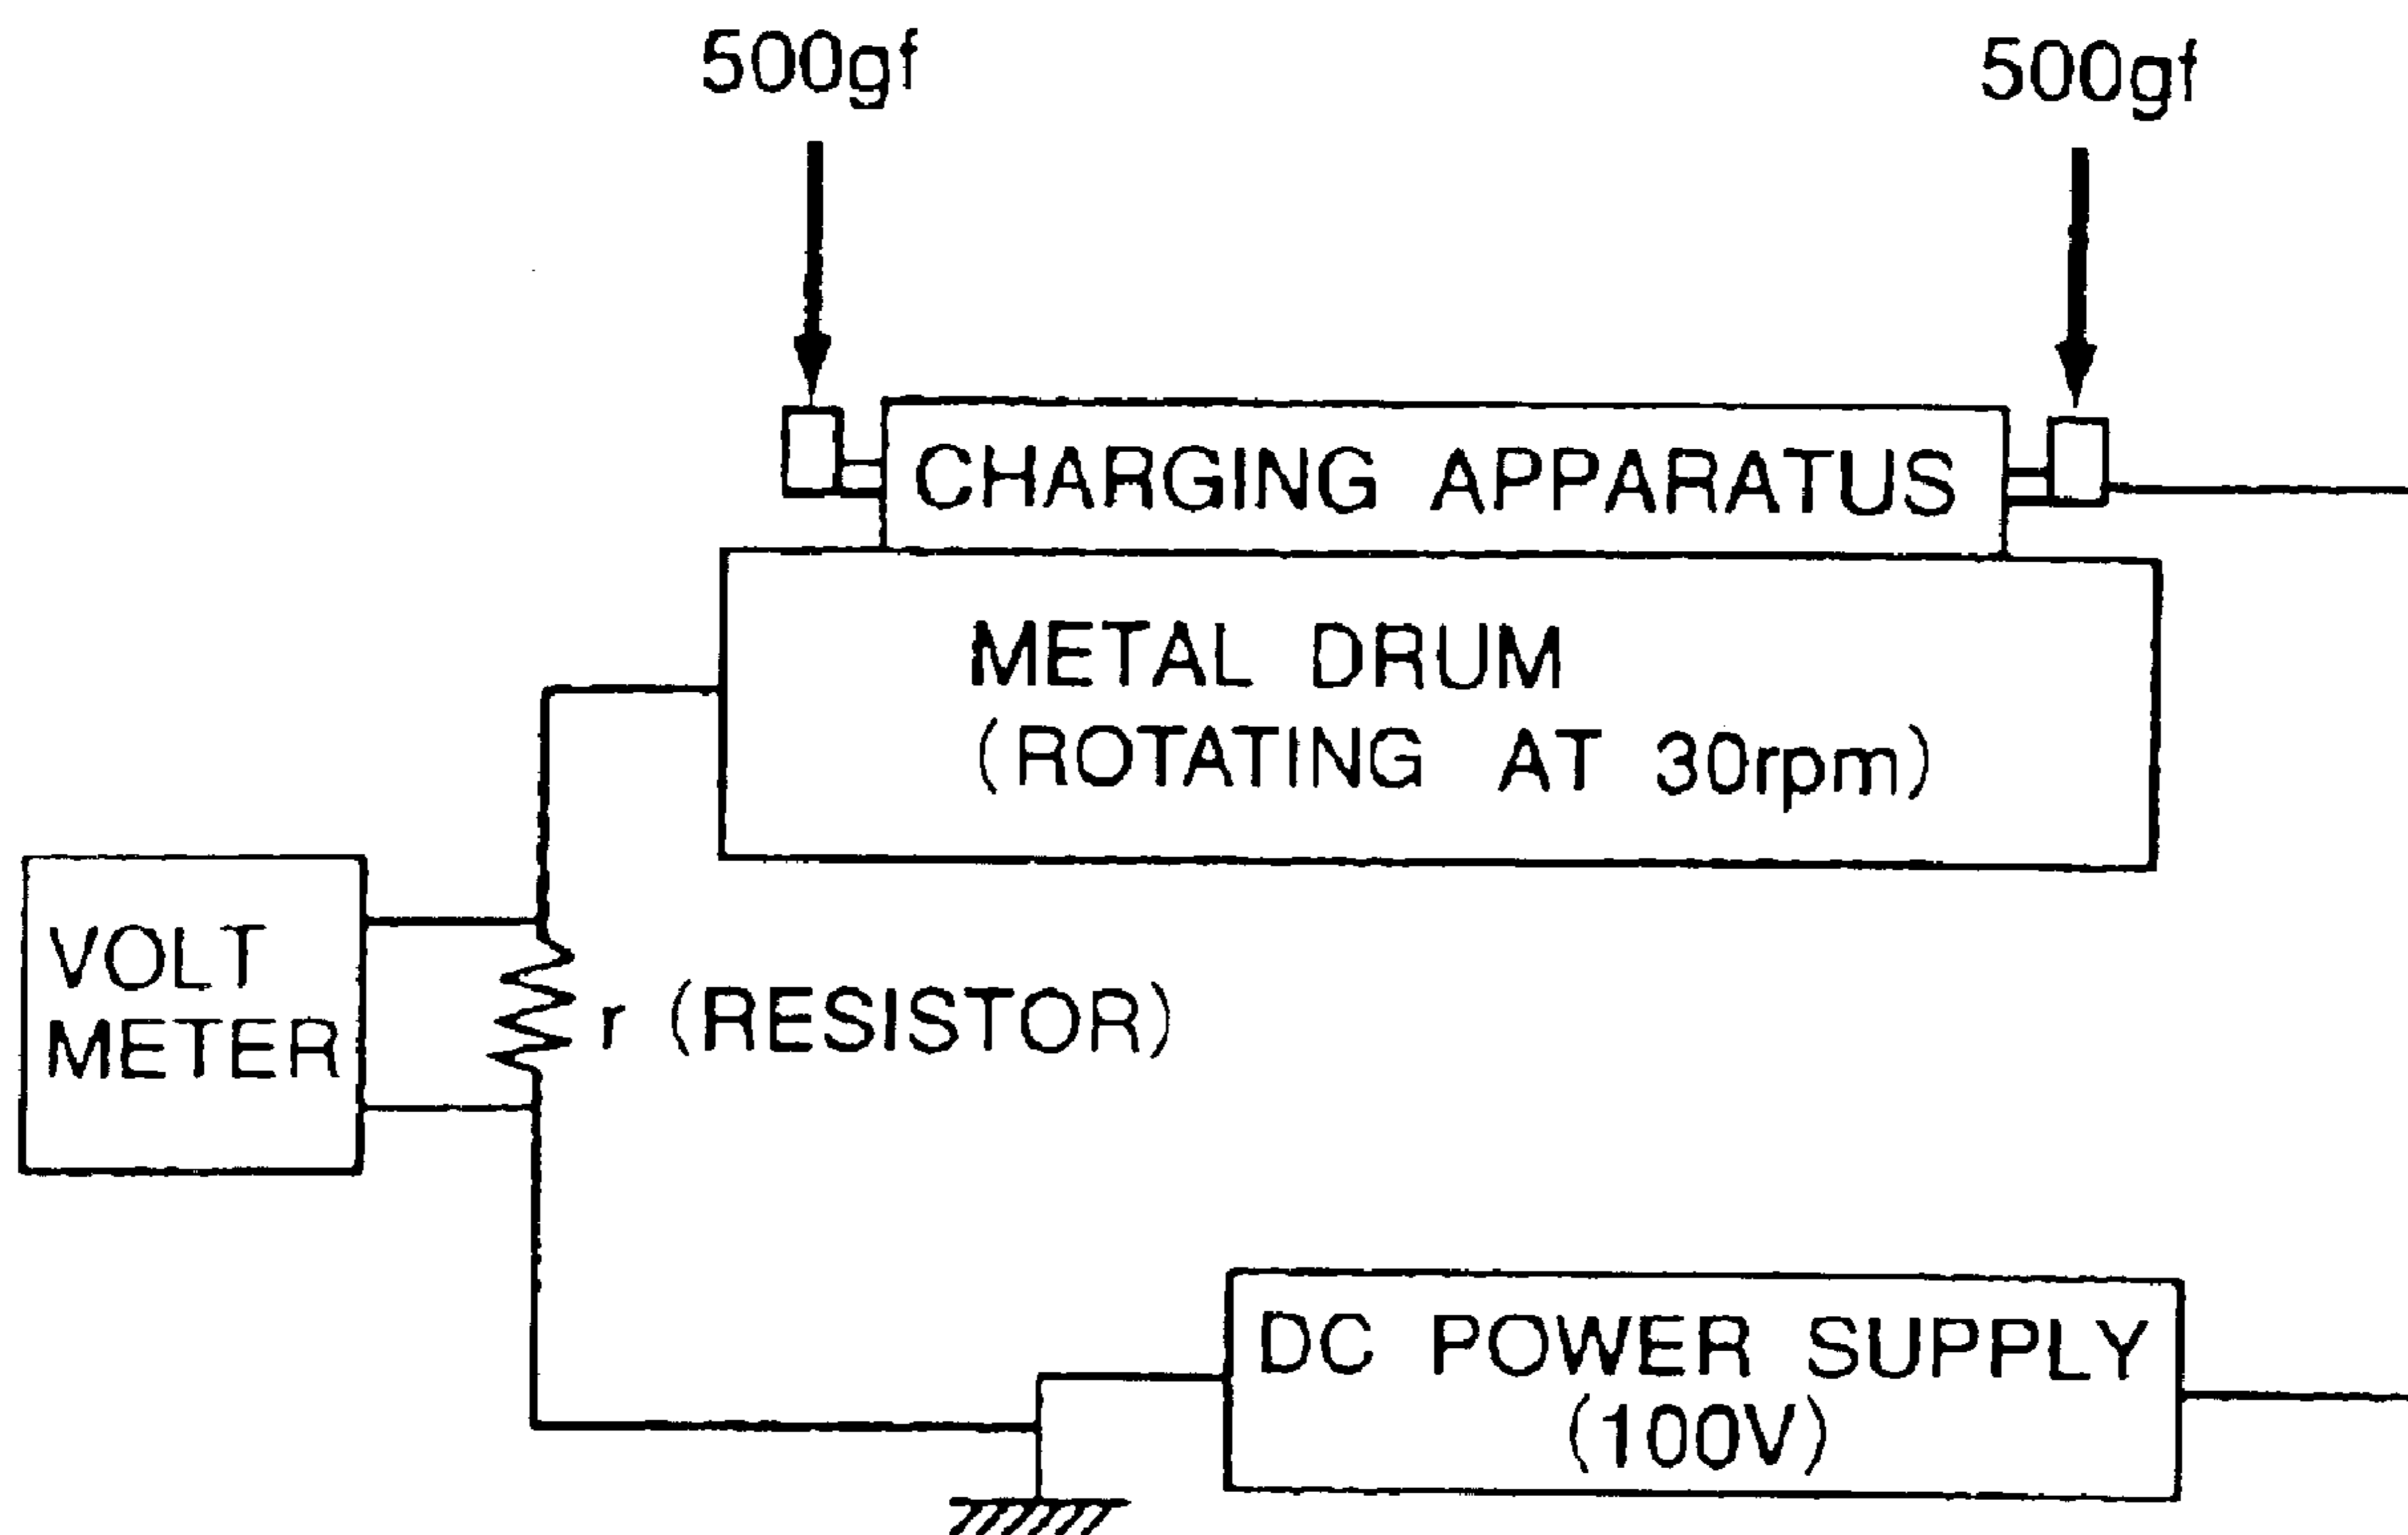 500gf
500gf
CHARGING APPARATUS
METAL DRUM
(ROTATING AT 30rpm)
VOLT
METER
r (RESISTOR)
DC POWER SUPPLY
(100V)